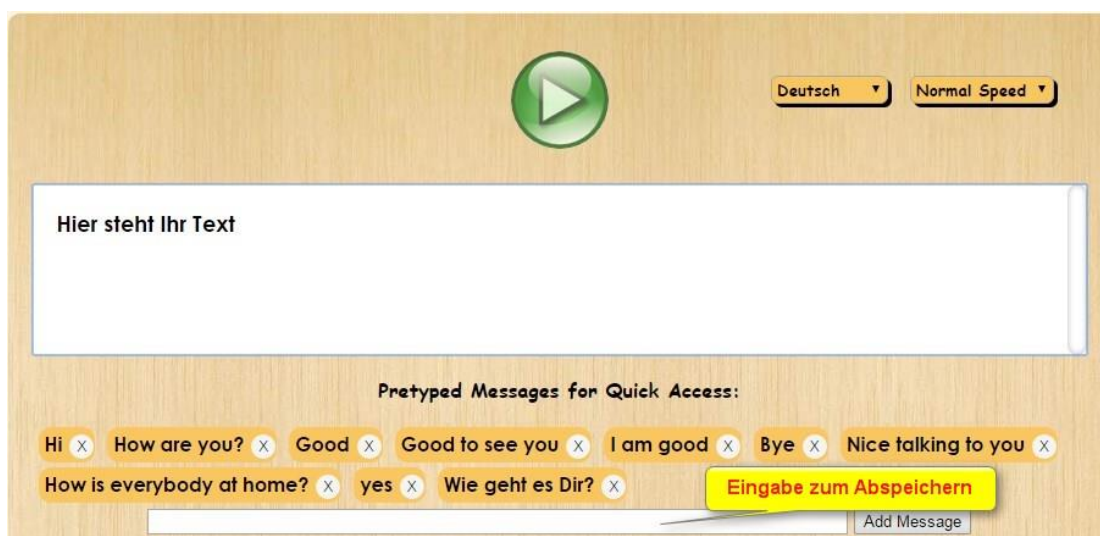 Deutsch Normal Speed
Hier steht Ihr Text
Pretyped Messages for Quick Access:
Hi X How are you? X Good X Good to see you X I am good X Bye X Nice talking to you X
How is everybody at home? X yes X Wie geht es Dir? X
Eingabe zum Abspeichern
Add Message